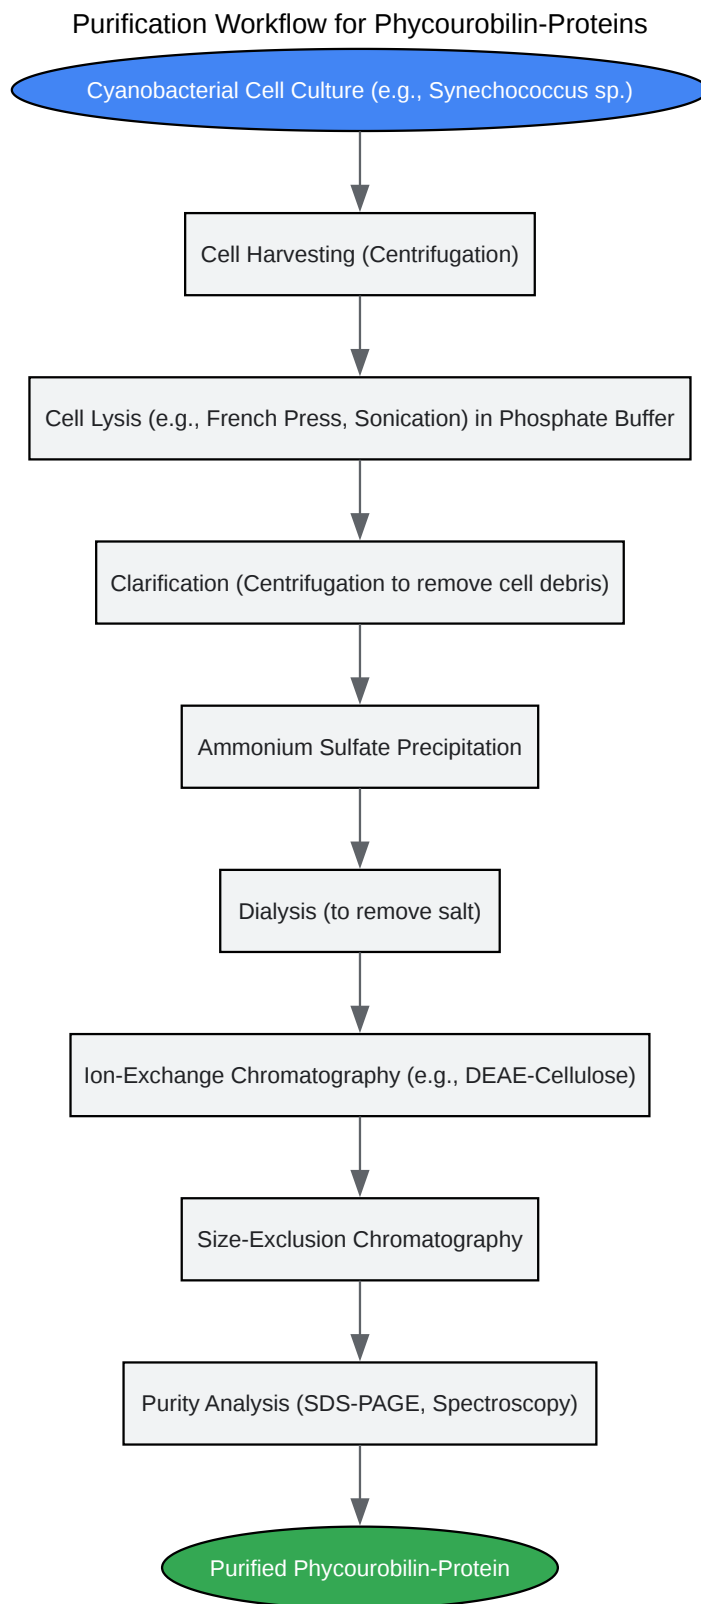 Purification Workflow for Phycourobilin-Proteins
Cyanobacterial Cell Culture (e.g., Synechococcus sp.)
Cell Harvesting (Centrifugation)
Cell Lysis (e.g., French Press, Sonication) in Phosphate Buffer
Clarification (Centrifugation to remove cell debris)
Ammonium Sulfate Precipitation
Dialysis (to remove salt)
Ion-Exchange Chromatography (e.g., DEAE-Cellulose)
Size-Exclusion Chromatography
Purity Analysis (SDS-PAGE, Spectroscopy)
Purified Phycourobilin-Protein